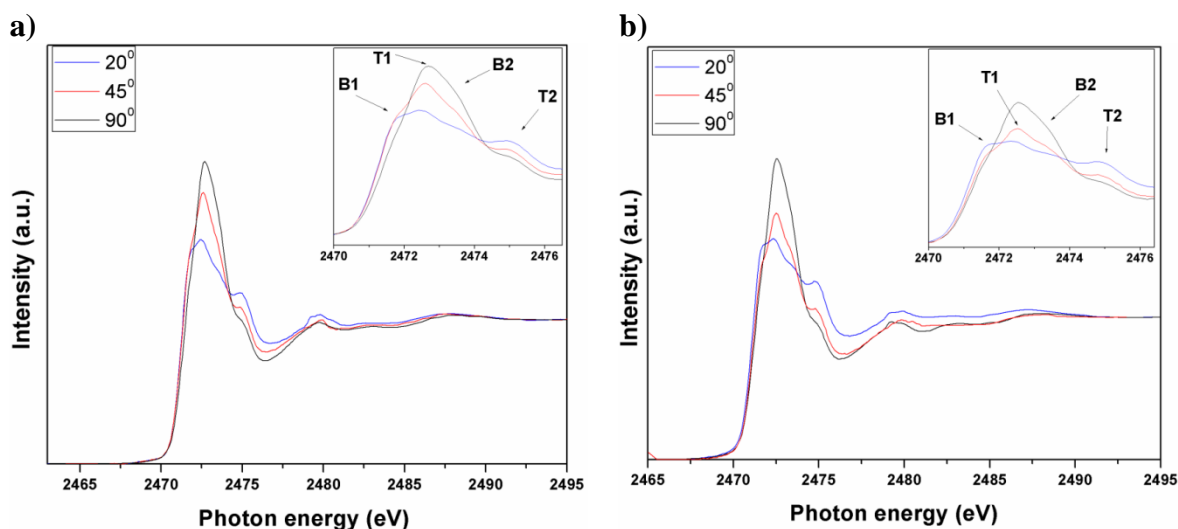 a)
20⁰
45⁰
90⁰
B1
T1
B2
T2
2470 2472 2474 2476
Intensity (a.u.)
2465 2470 2475 2480 2485 2490 2495
Photon energy (eV)
b)
20⁰
45⁰
90⁰
B1
T1
B2
T2
2470 2472 2474 2476
Intensity (a.u.)
2465 2470 2475 2480 2485 2490 2495
Photon energy (eV)